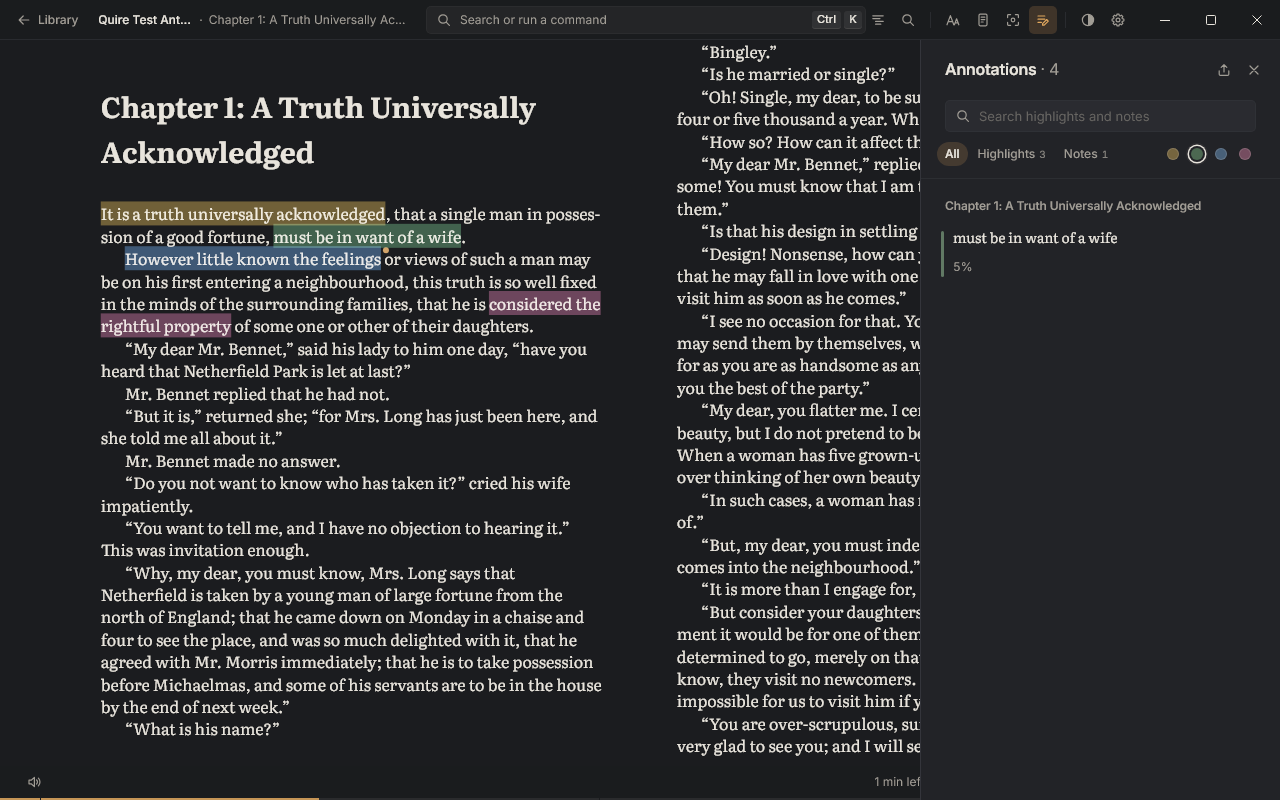 Library
Quire Test Ant... · Chapter 1: A Truth Universally Ac...
Search or run a command
Ctrl K
AA
Chapter 1: A Truth Universally
Acknowledged
It is a truth universally acknowledged, that a single man in posses-
sion of a good fortune, must be in want of a wife.
However little known the feelings or views of such a man may
be on his first entering a neighbourhood, this truth is so well fixed
in the minds of the surrounding families, that he is considered the
rightful property of some one or other of their daughters.
“My dear Mr. Bennet,” said his lady to him one day, “have you
heard that Netherfield Park is let at last?”
Mr. Bennet replied that he had not.
“But it is,” returned she; “for Mrs. Long has just been here, and
she told me all about it.”
Mr. Bennet made no answer.
“Do you not want to know who has taken it?” cried his wife
impatiently.
“You want to tell me, and I have no objection to hearing it.”
This was invitation enough.
“Why, my dear, you must know, Mrs. Long says that
Netherfield is taken by a young man of large fortune from the
north of England; that he came down on Monday in a chaise and
four to see the place, and was so much delighted with it, that he
agreed with Mr. Morris immediately; that he is to take possession
before Michaelmas, and some of his servants are to be in the house
by the end of next week.”
“What is his name?”
“Bingley.”
“Is he married or single?”
“Oh! Single, my dear, to be su
four or five thousand a year. Wh
“How so? How can it affect th
“My dear Mr. Bennet,” replied
some! You must know that I am t
them.”
“Is that his design in settling
“Design! Nonsense, how can
that he may fall in love with one
visit him as soon as he comes.”
“I see no occasion for that. Yo
may send them by themselves, w
for as you are as handsome as an
you the best of the party.”
“My dear, you flatter me. I cer
beauty, but I do not pretend to be
When a woman has five grown-u
over thinking of her own beauty
“In such cases, a woman has
of.”
“But, my dear, you must inde
comes into the neighbourhood.”
“It is more than I engage for,
“But consider your daughters
ment it would be for one of them
determined to go, merely on tha
know, they visit no newcomers.
impossible for us to visit him if y
“You are over-scrupulous, su
very glad to see you; and I will se
1 min lef
Annotations · 4
Search highlights and notes
All Highlights 3 Notes 1
Chapter 1: A Truth Universally Acknowledged
must be in want of a wife
5%